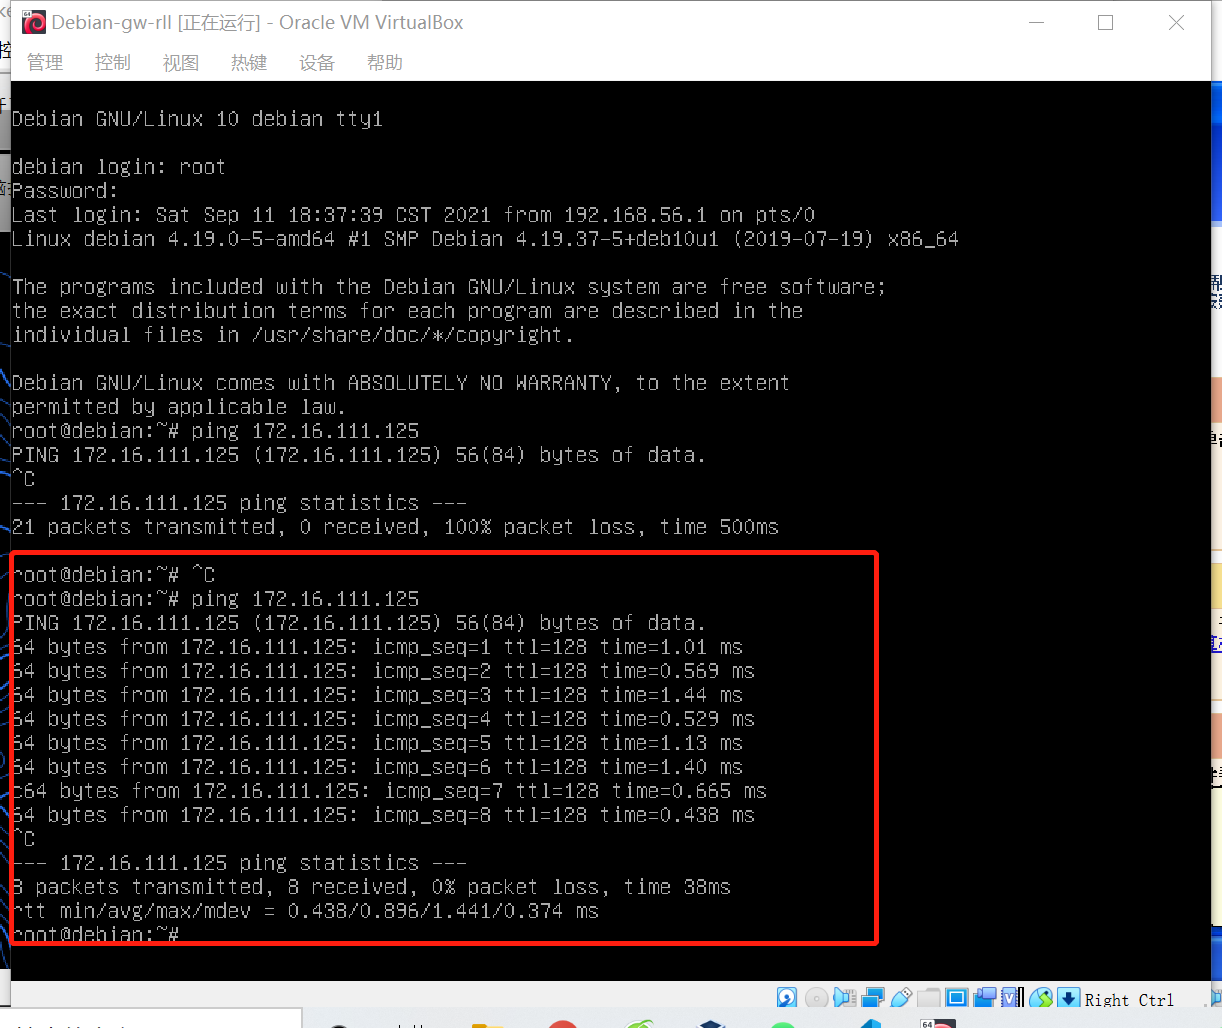 Debian-gw-rll [正在运行] - Oracle VM VirtualBox
管理 控制 视图 热键 设备 帮助
Debian GNU/Linux 10 debian tty1
debian login: root
Password:
Last login: Sat Sep 11 18:37:39 CST 2021 from 192.168.56.1 on pts/0
Linux debian 4.19.0-5-amd64 #1 SMP Debian 4.19.37-5+deb10u1 (2019-07-19) x86_64
The programs included with the Debian GNU/Linux system are free software;
the exact distribution terms for each program are described in the
individual files in /usr/share/doc/*/copyright.
Debian GNU/Linux comes with ABSOLUTELY NO WARRANTY, to the extent
permitted by applicable law.
root@debian:~# ping 172.16.111.125
PING 172.16.111.125 (172.16.111.125) 56(84) bytes of data.
^C
--- 172.16.111.125 ping statistics ---
21 packets transmitted, 0 received, 100% packet loss, time 500ms
root@debian:~# ^C
root@debian:~# ping 172.16.111.125
PING 172.16.111.125 (172.16.111.125) 56(84) bytes of data.
64 bytes from 172.16.111.125: icmp_seq=1 ttl=128 time=1.01 ms
64 bytes from 172.16.111.125: icmp_seq=2 ttl=128 time=0.569 ms
64 bytes from 172.16.111.125: icmp_seq=3 ttl=128 time=1.44 ms
64 bytes from 172.16.111.125: icmp_seq=4 ttl=128 time=0.529 ms
64 bytes from 172.16.111.125: icmp_seq=5 ttl=128 time=1.13 ms
64 bytes from 172.16.111.125: icmp_seq=6 ttl=128 time=1.40 ms
c64 bytes from 172.16.111.125: icmp_seq=7 ttl=128 time=0.665 ms
64 bytes from 172.16.111.125: icmp_seq=8 ttl=128 time=0.438 ms
^C
--- 172.16.111.125 ping statistics ---
8 packets transmitted, 8 received, 0% packet loss, time 38ms
rtt min/avg/max/mdev = 0.438/0.896/1.441/0.374 ms
root@debian:~#
Right Ctrl
64